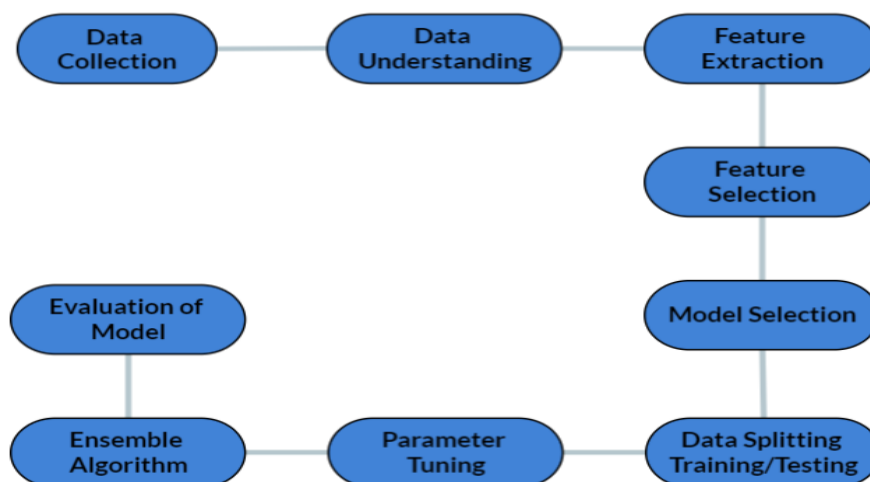 Data
Collection
Data
Understanding
Feature
Extraction
Feature
Selection
Model Selection
Data Splitting
Training/Testing
Parameter
Tuning
Ensemble
Algorithm
Evaluation of
Model